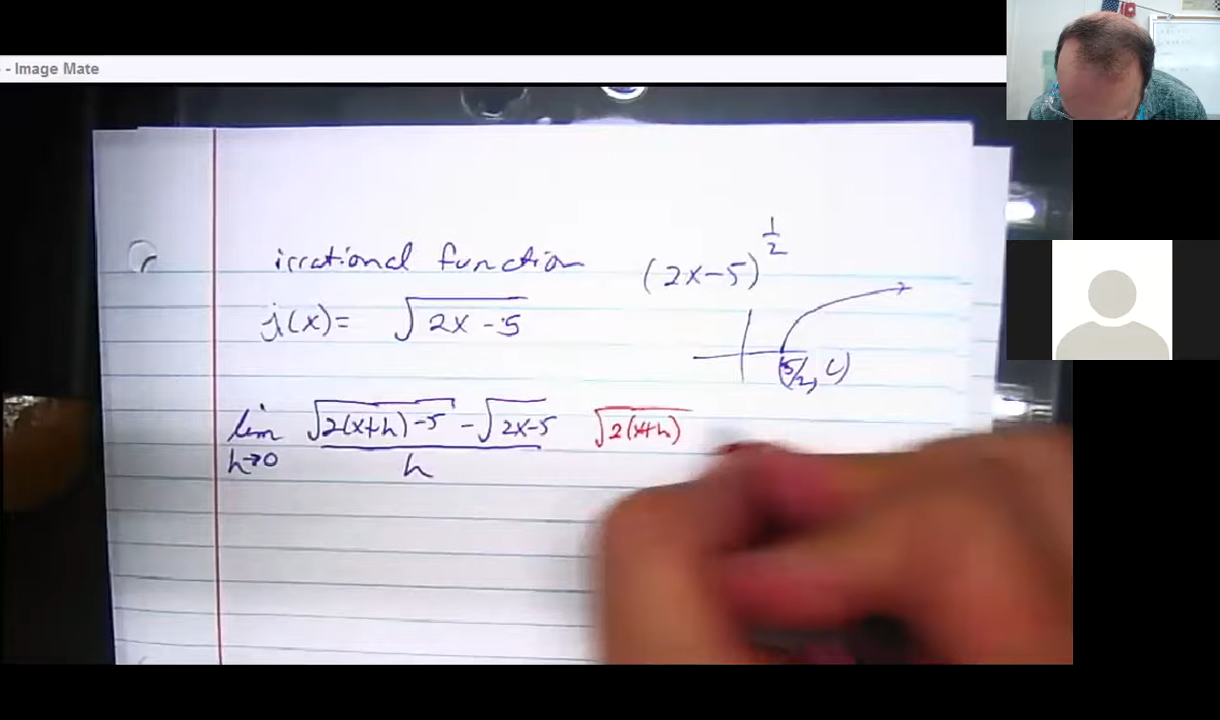 - Image Mate
irrational function (2x-5)^1/2
j(x)= √2x-5
(5/2, )
lim h→0 √2(x+h)-5 - √2x-5 / h √2(x+h)